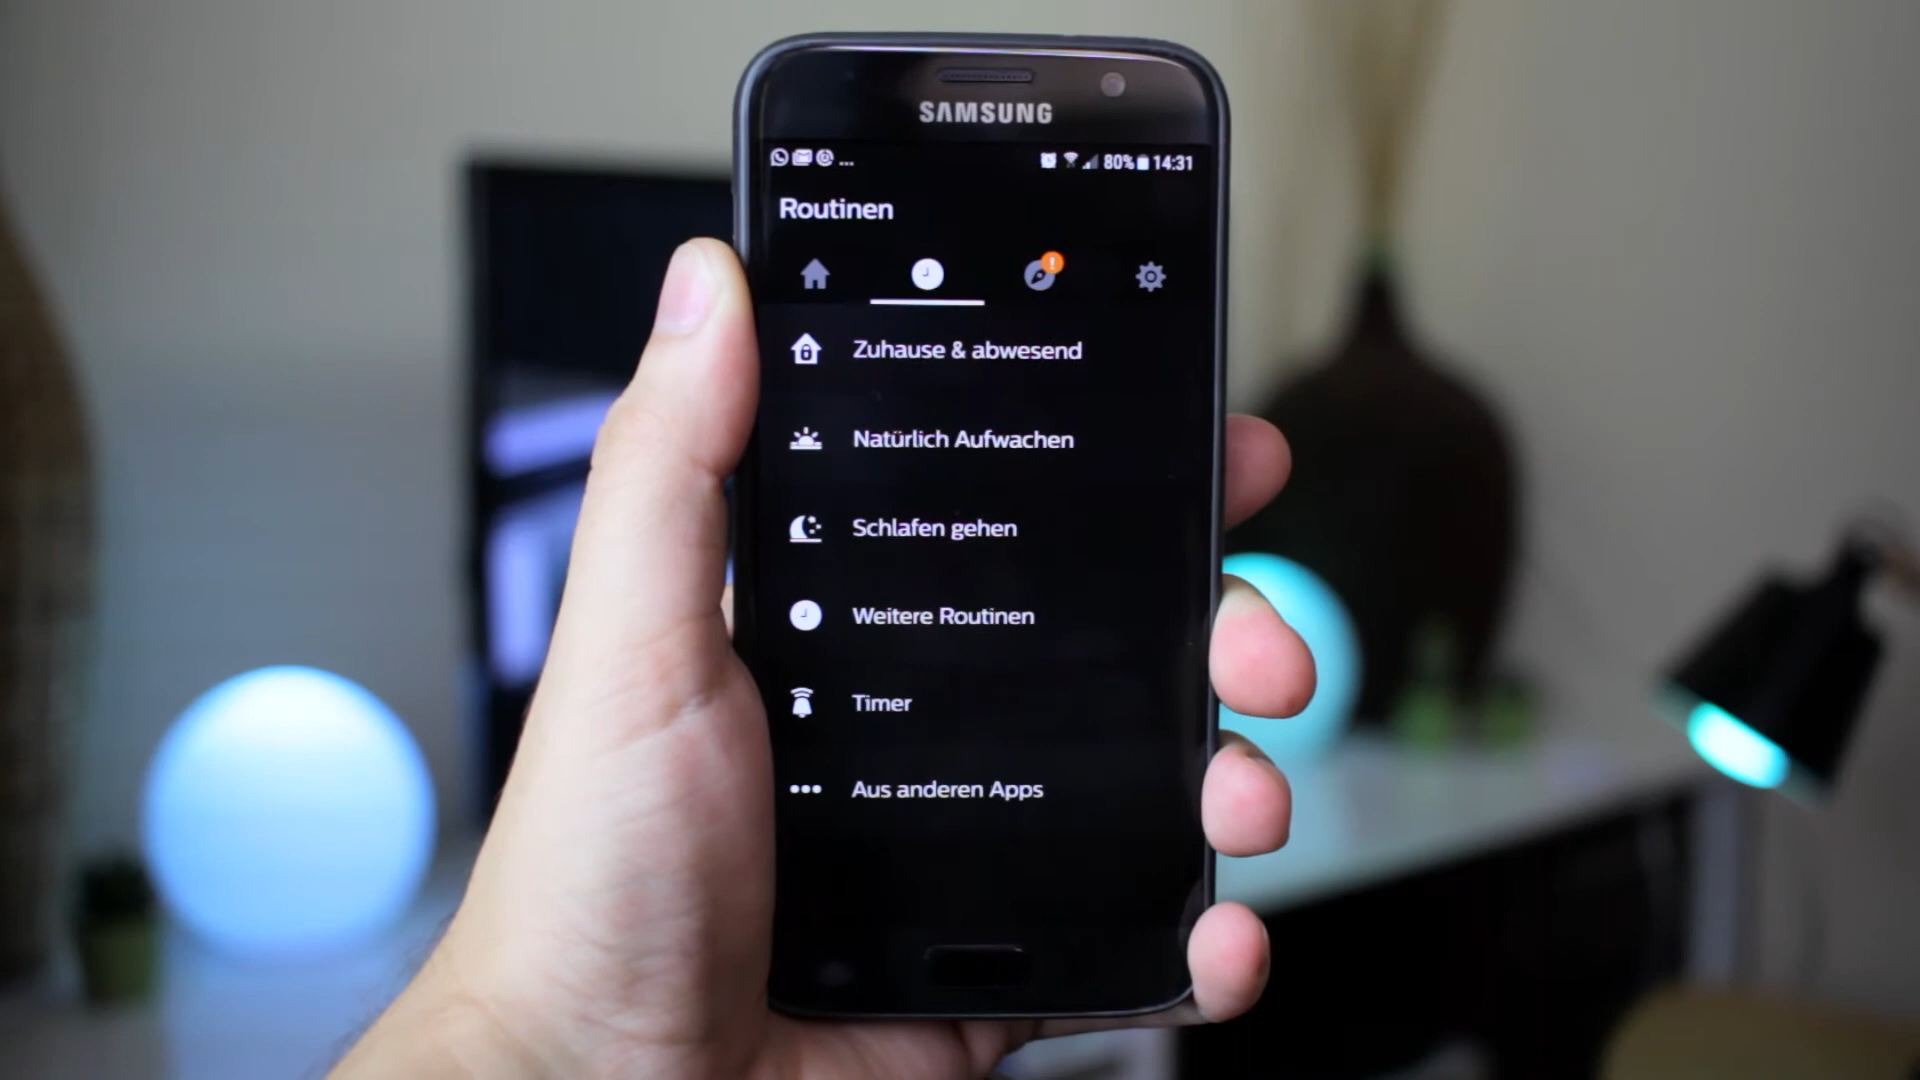 SAMSUNG
... 80% 14:31
Routinen
!
Zuhause & abwesend
Natürlich Aufwachen
Schlafen gehen
Weitere Routinen
Timer
Aus anderen Apps